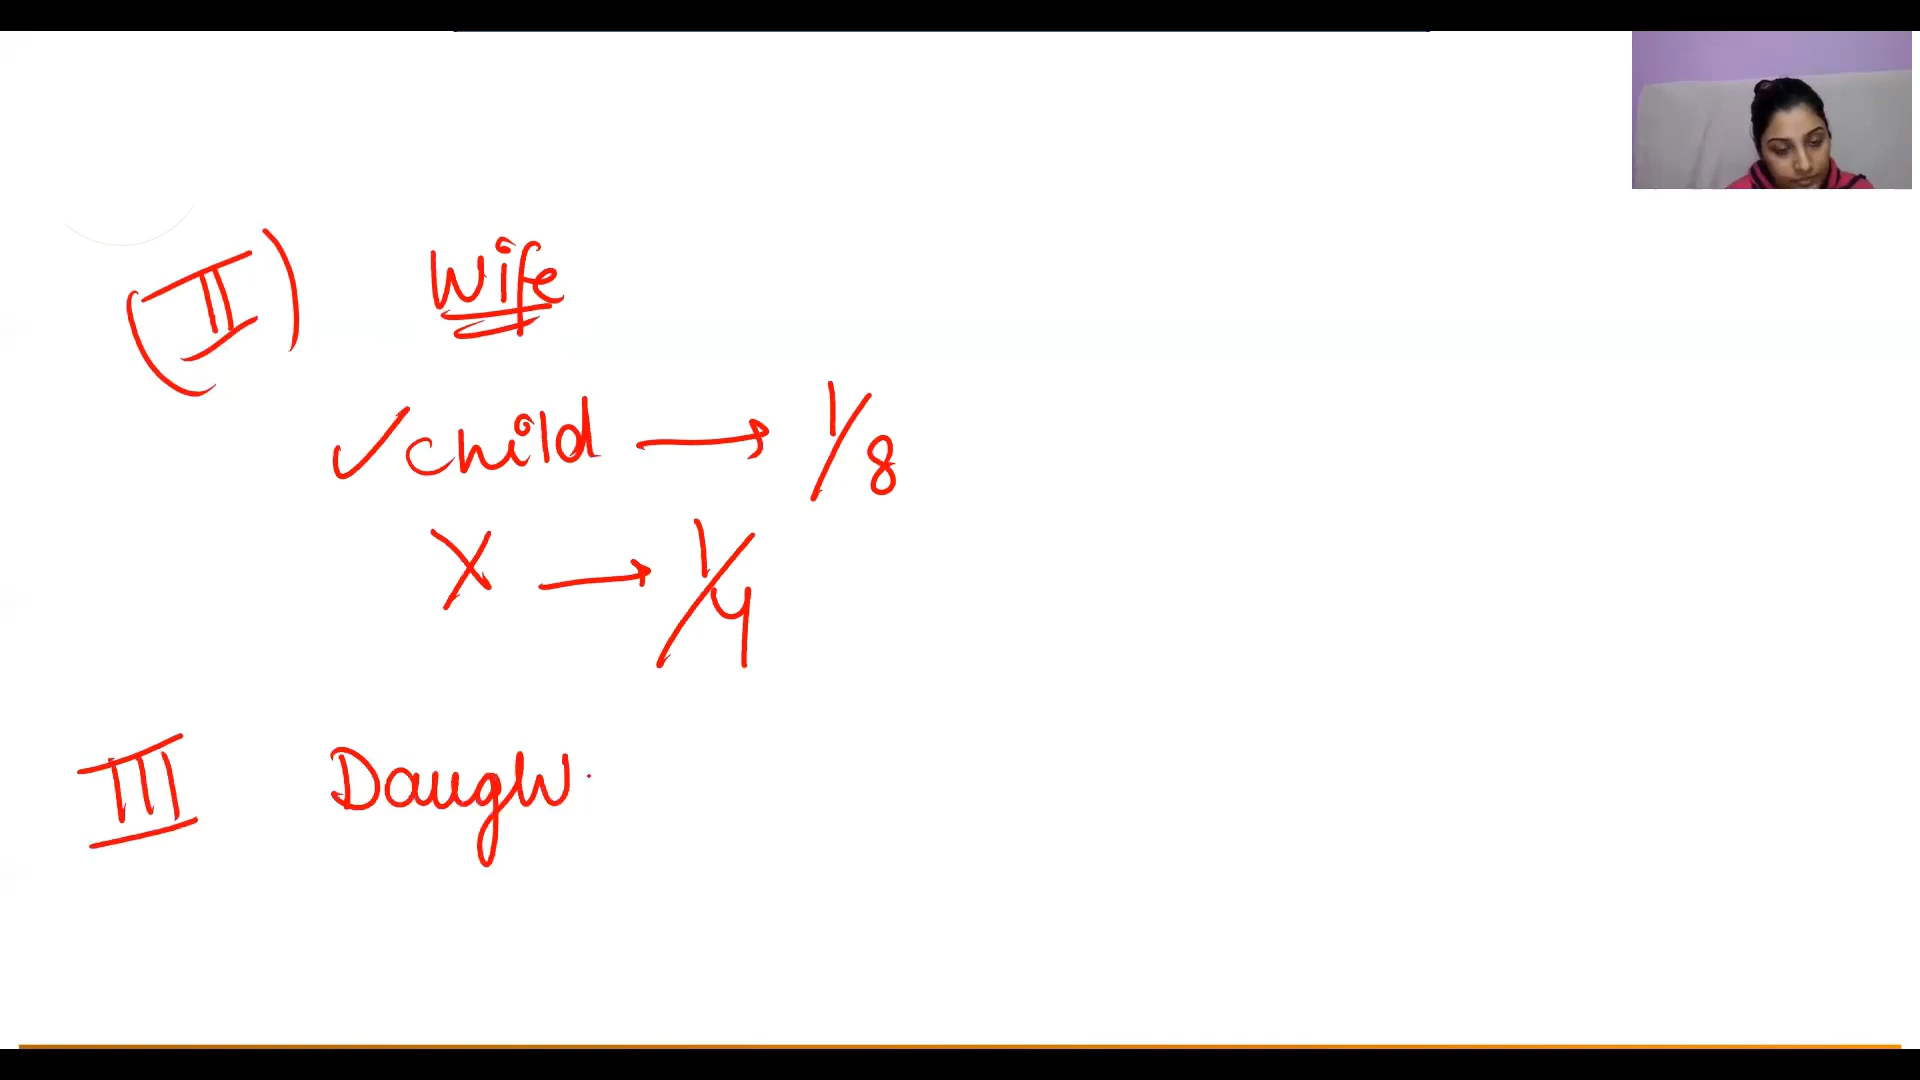 (II) Wife
✓ child → 1/8
X → 1/4
III Daugh